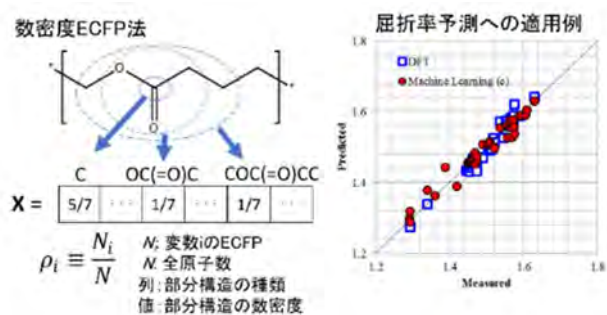 数密度ECFP法
O
O
C OC(=O)C COC(=O)CC
X = 5/7 ... 1/7 ... 1/7 ...
ρi ≡ Ni/N
Ni; 変数iのECFP
N: 全原子数
列: 部分構造の種類
値: 部分構造の数密度
屈折率予測への適用例
1.8
DFT
Machine Learning (c)
1.6
Predicted
1.4
1.2
1.2 1.4 1.6 1.8
Measured